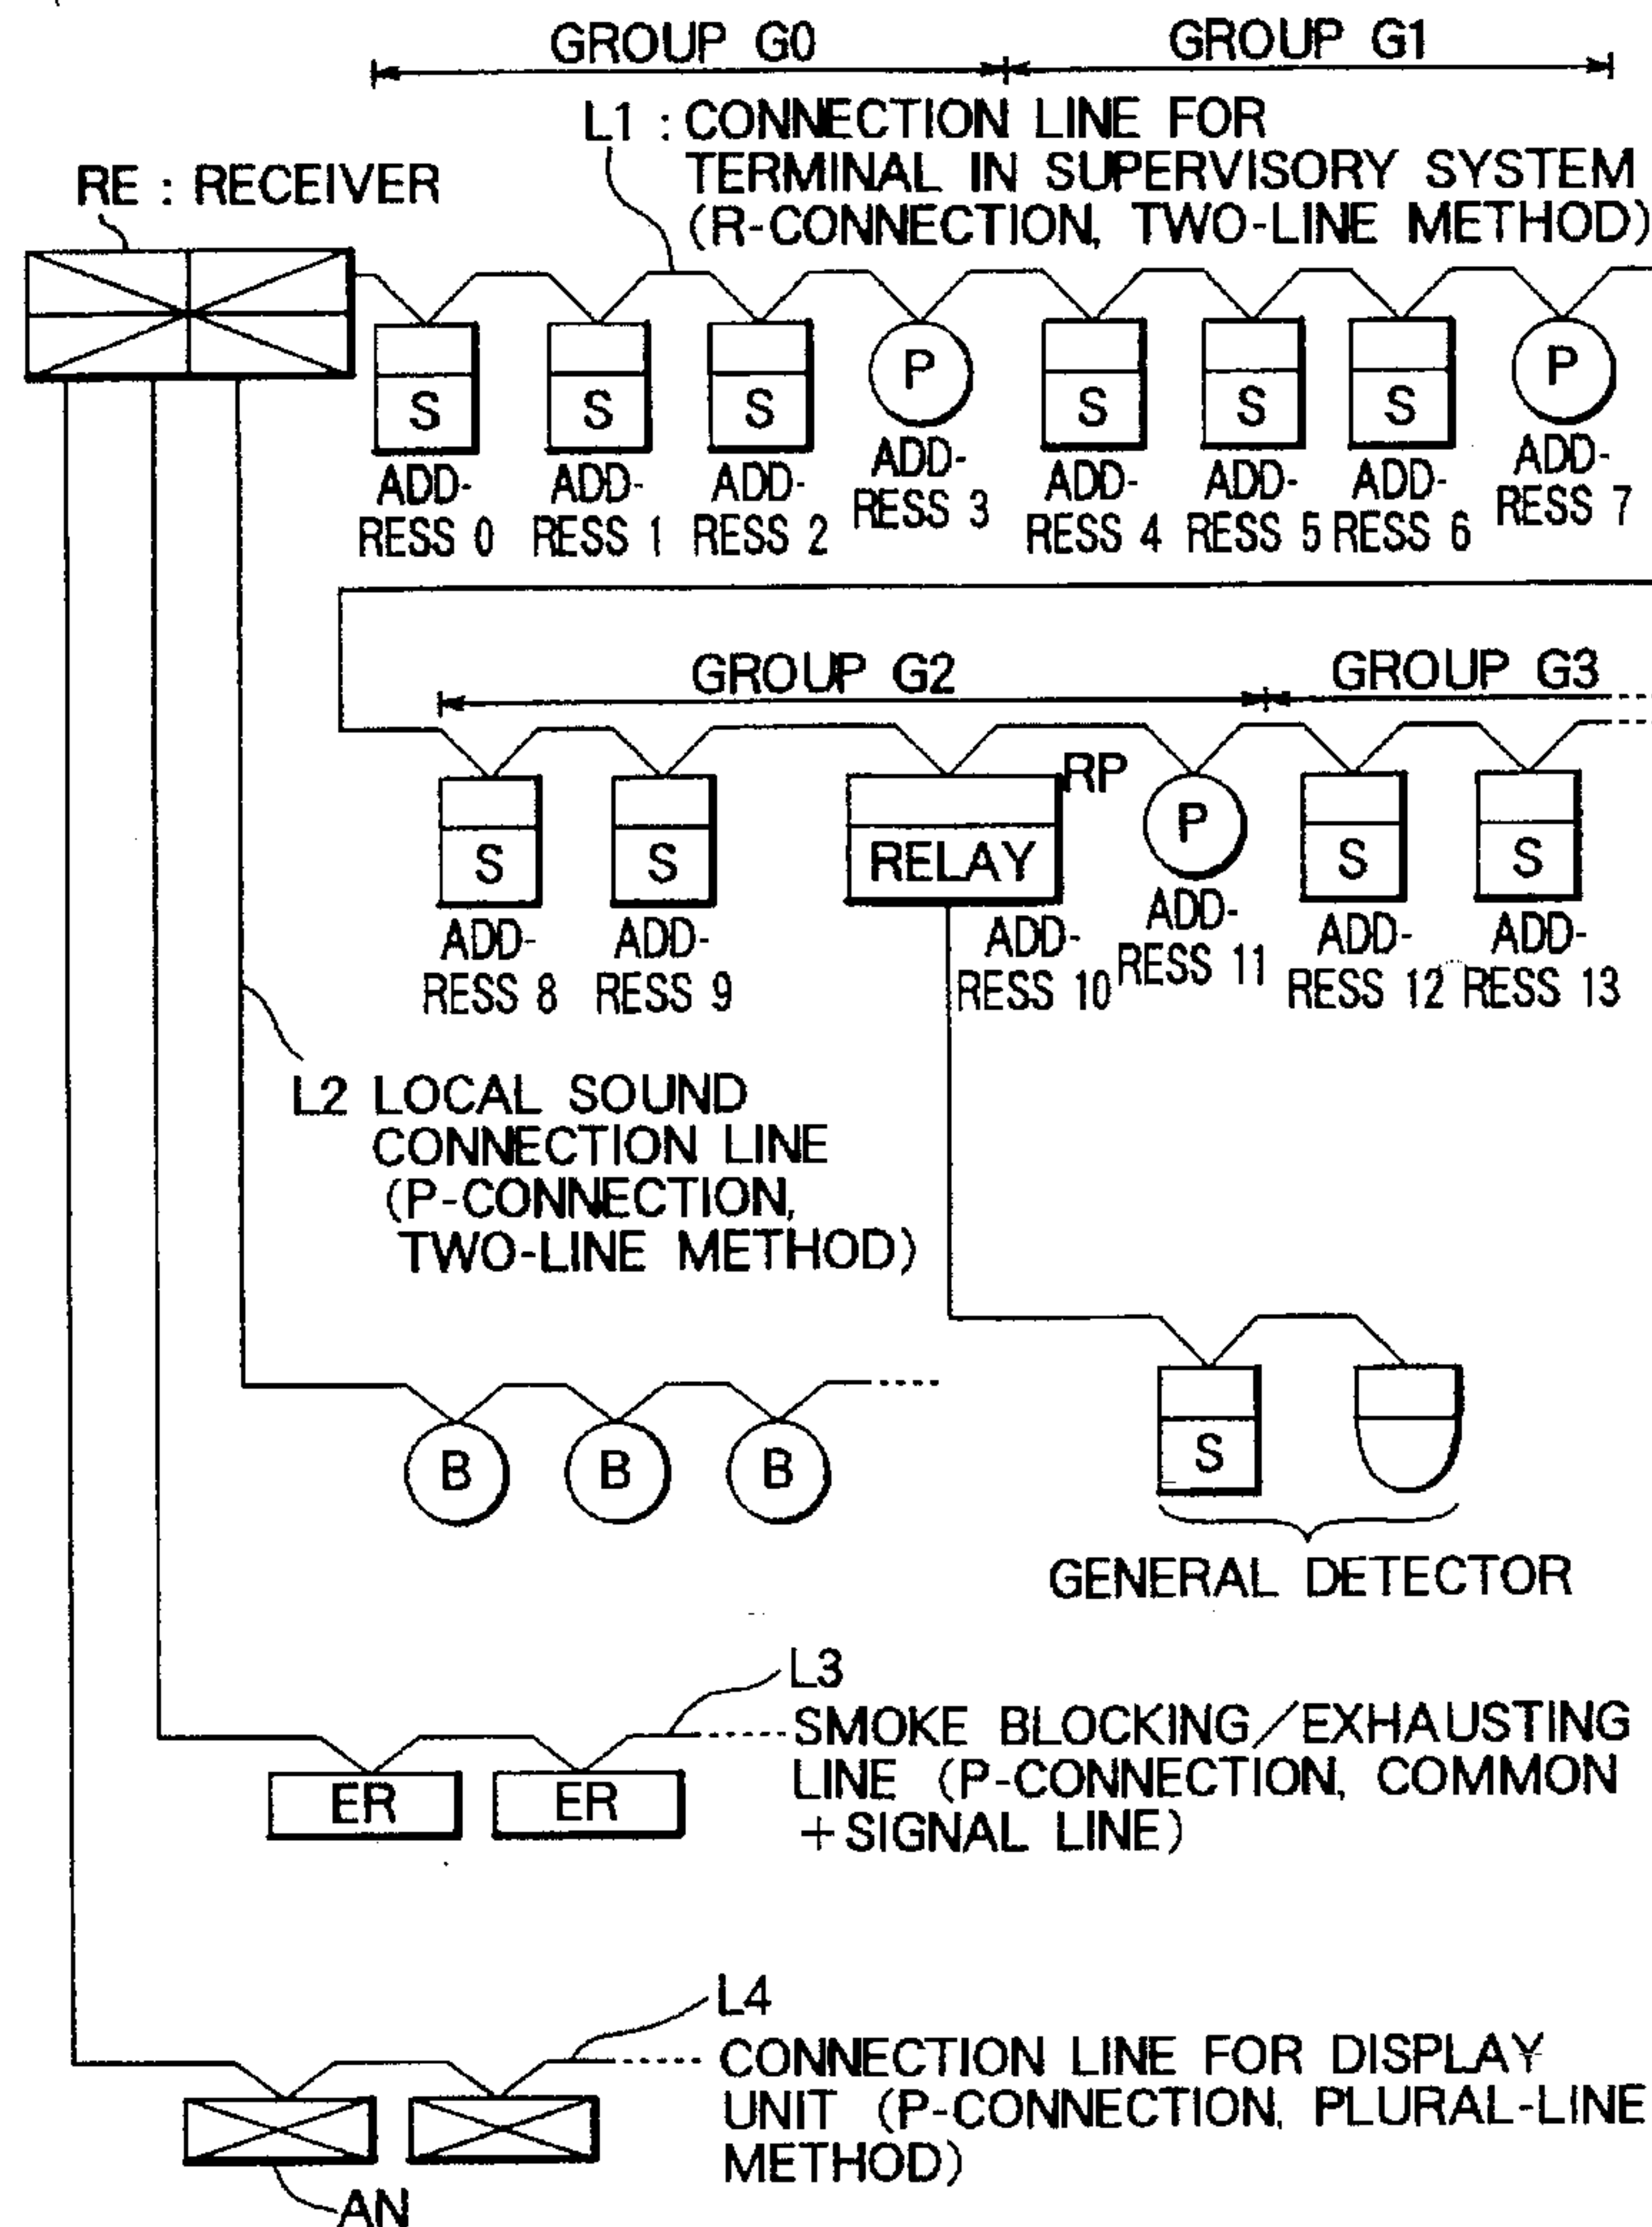 GROUP G0
GROUP G1
L1 : CONNECTION LINE FOR
TERMINAL IN SUPERVISORY SYSTEM
(R-CONNECTION, TWO-LINE METHOD)
RE : RECEIVER
S
S
S
P
S
S
S
P
ADD-
RESS 0
ADD-
RESS 1
ADD-
RESS 2
ADD-
RESS 3
ADD-
RESS 4
ADD-
RESS 5
ADD-
RESS 6
ADD-
RESS 7
GROUP G2
GROUP G3
RP
S
S
RELAY
P
S
S
ADD-
RESS 8
ADD-
RESS 9
ADD-
RESS 10
ADD-
RESS 11
ADD-
RESS 12
ADD-
RESS 13
L2 LOCAL SOUND
CONNECTION LINE
(P-CONNECTION,
TWO-LINE METHOD)
B
B
B
S
GENERAL DETECTOR
L3
SMOKE BLOCKING/EXHAUSTING
LINE (P-CONNECTION, COMMON
+SIGNAL LINE)
ER
ER
L4
CONNECTION LINE FOR DISPLAY
UNIT (P-CONNECTION, PLURAL-LINE
METHOD)
AN